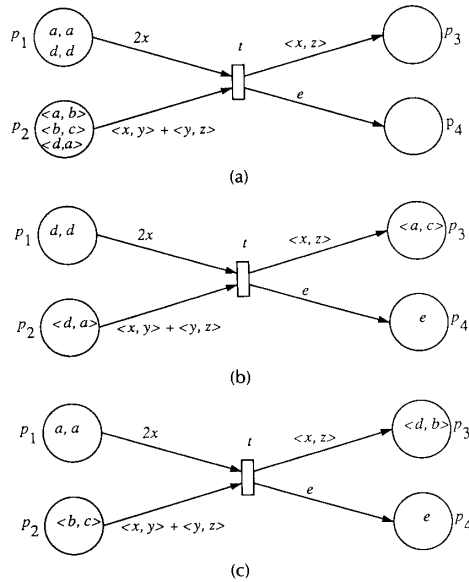 p1 a, a 2x t <x, z> p3
d, d
e
p2 <a, b> <x, y> + <y, z> p4
<b, c>
<d,a>
(a)
p1 d, d 2x t <x, z> <a, c> p3
e
p2 <d, a> <x, y> + <y, z> e p4
(b)
p1 a, a 2x t <x, z> <d, b> p3
e
p2 <b, c> <x, y> + <y, z> e p4
(c)